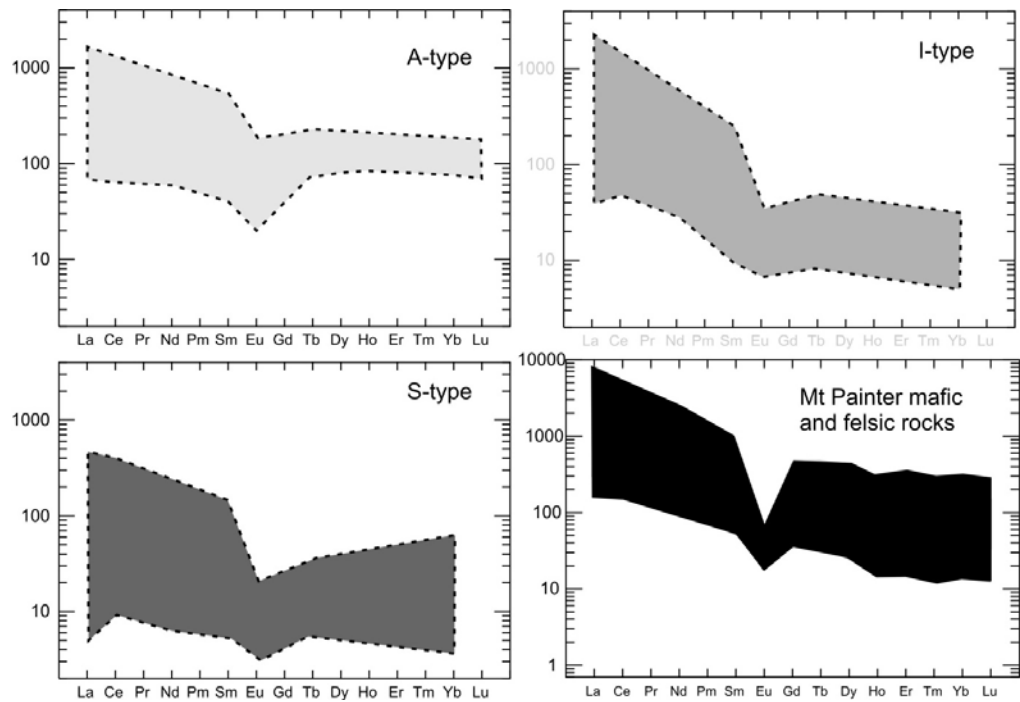 A-type
1000
100
10
La Ce Pr Nd Pm Sm Eu Gd Tb Dy Ho Er Tm Yb Lu
I-type
1000
100
10
La Ce Pr Nd Pm Sm Eu Gd Tb Dy Ho Er Tm Yb Lu
S-type
1000
100
10
La Ce Pr Nd Pm Sm Eu Gd Tb Dy Ho Er Tm Yb Lu
10000
Mt Painter mafic
and felsic rocks
1000
100
10
1
La Ce Pr Nd Pm Sm Eu Gd Tb Dy Ho Er Tm Yb Lu